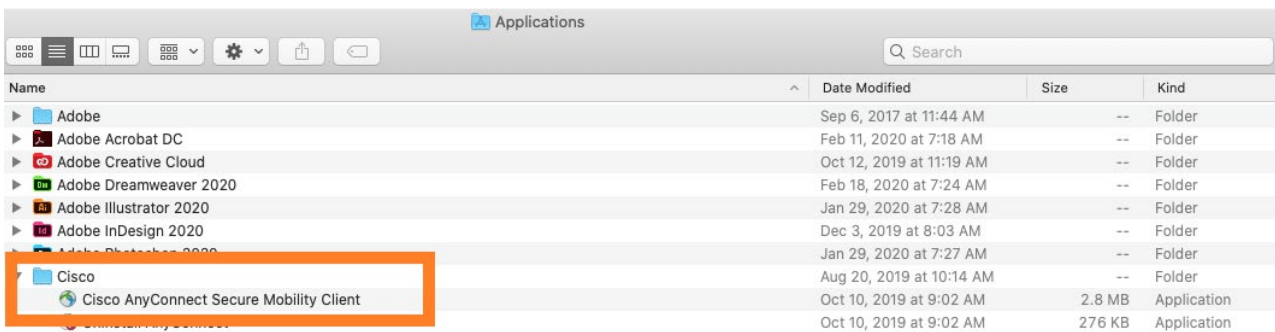 Applications
Search
Name Date Modified Size Kind
Adobe Sep 6, 2017 at 11:44 AM -- Folder
Adobe Acrobat DC Feb 11, 2020 at 7:18 AM -- Folder
Adobe Creative Cloud Oct 12, 2019 at 11:19 AM -- Folder
Adobe Dreamweaver 2020 Feb 18, 2020 at 7:24 AM -- Folder
Adobe Illustrator 2020 Jan 29, 2020 at 7:28 AM -- Folder
Adobe InDesign 2020 Dec 3, 2019 at 8:03 AM -- Folder
Adobe Photoshop 2020 Jan 29, 2020 at 7:27 AM -- Folder
Cisco Aug 20, 2019 at 10:14 AM -- Folder
Cisco AnyConnect Secure Mobility Client Oct 10, 2019 at 9:02 AM 2.8 MB Application
Uninstall AnyConnect Oct 10, 2019 at 9:02 AM 276 KB Application